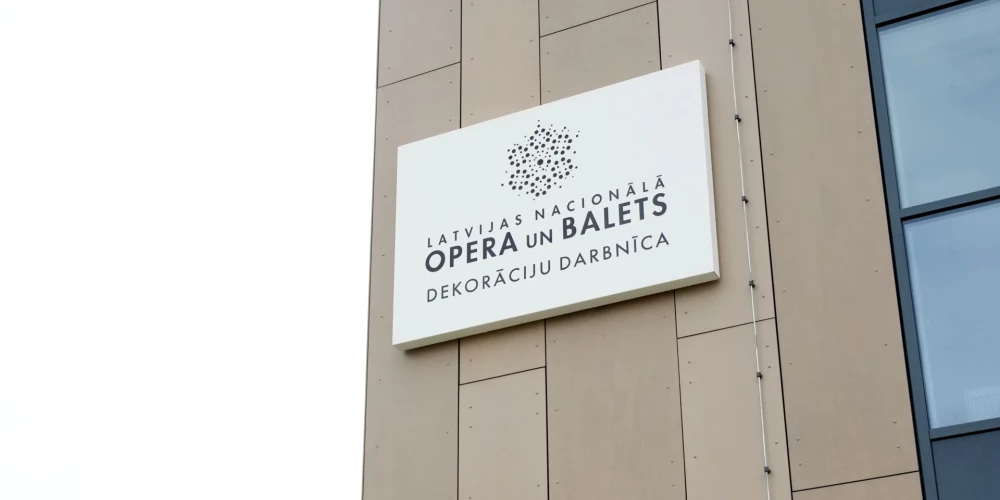 LATVIJAS NACIONĀLĀ
OPERA UN BALETS
DEKORĀCIJU DARBNĪCA